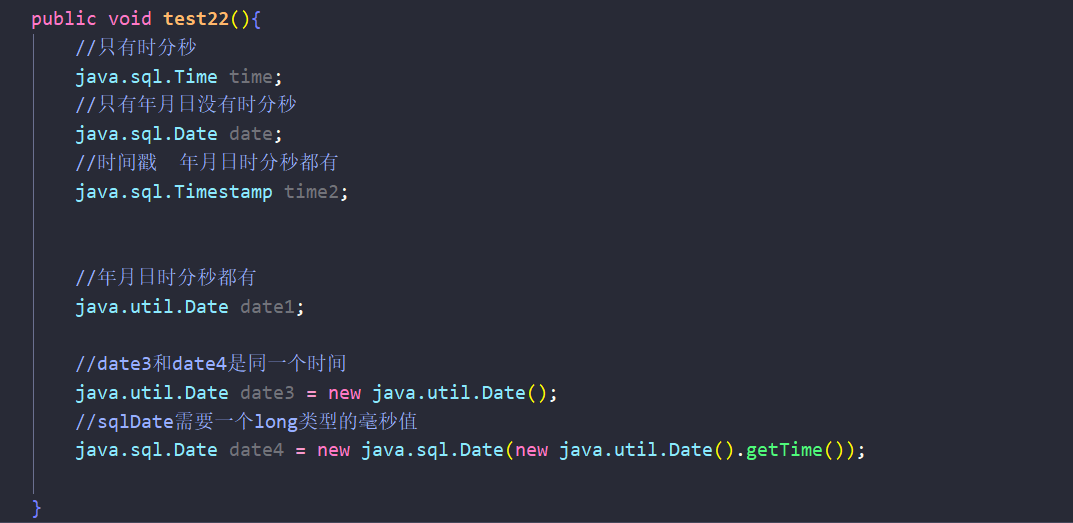 public void test22(){
//只有时分秒
java.sql.Time time;
//只有年月日没有时分秒
java.sql.Date date;
//时间戳  年月日时分秒都有
java.sql.Timestamp time2;
//年月日时分秒都有
java.util.Date date1;
//date3和date4是同一个时间
java.util.Date date3 = new java.util.Date();
//sqlDate需要一个long类型的毫秒值
java.sql.Date date4 = new java.sql.Date(new java.util.Date().getTime());
}